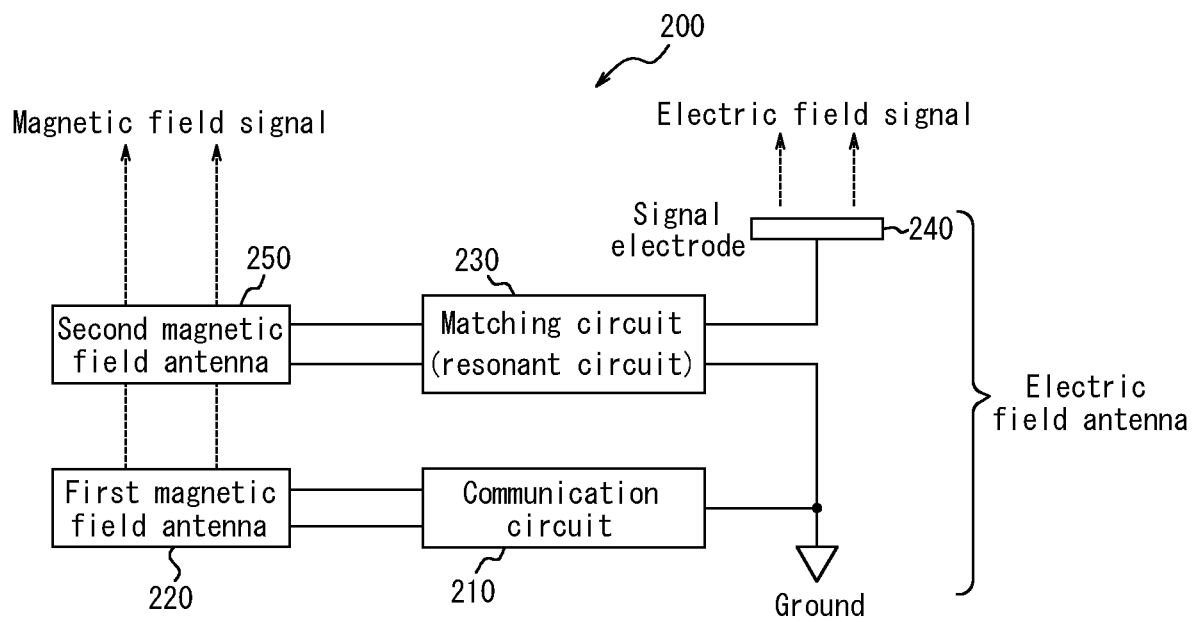 200
Magnetic field signal
Electric field signal
Signal
electrode
240
250
230
Second magnetic
field antenna
Matching circuit
(resonant circuit)
Electric
field antenna
First magnetic
field antenna
Communication
circuit
220
210
Ground